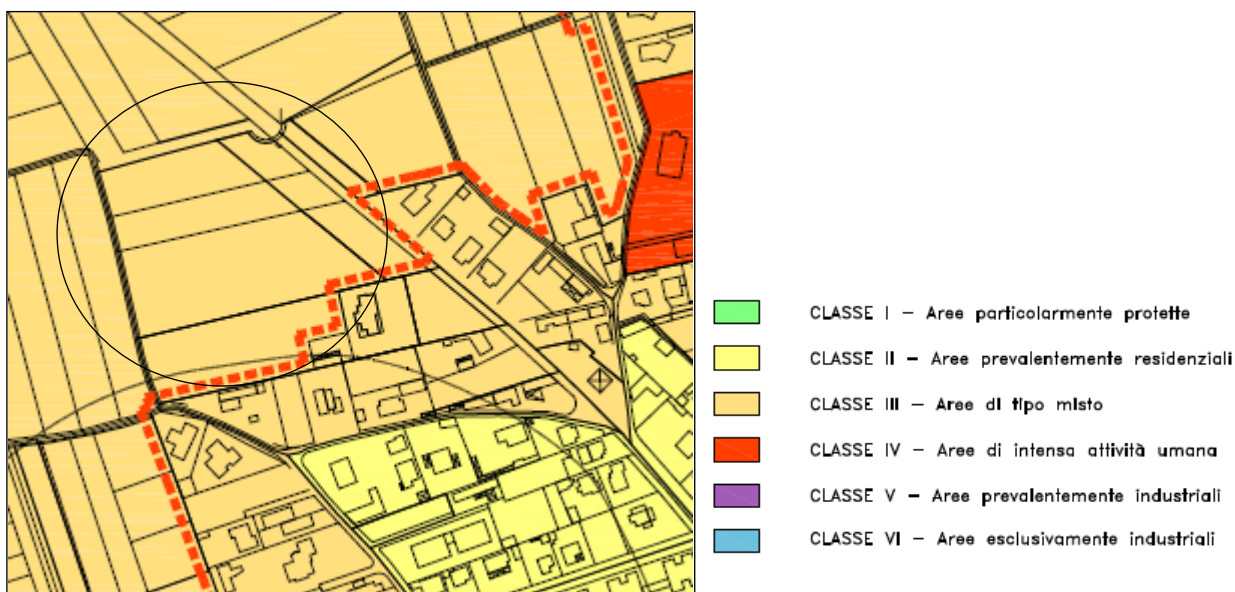 CLASSE I – Aree particolarmente protette
CLASSE II – Aree prevalentemente residenziali
CLASSE III – Aree di tipo misto
CLASSE IV – Aree di intensa attività umana
CLASSE V – Aree prevalentemente industriali
CLASSE VI – Aree esclusivamente industriali